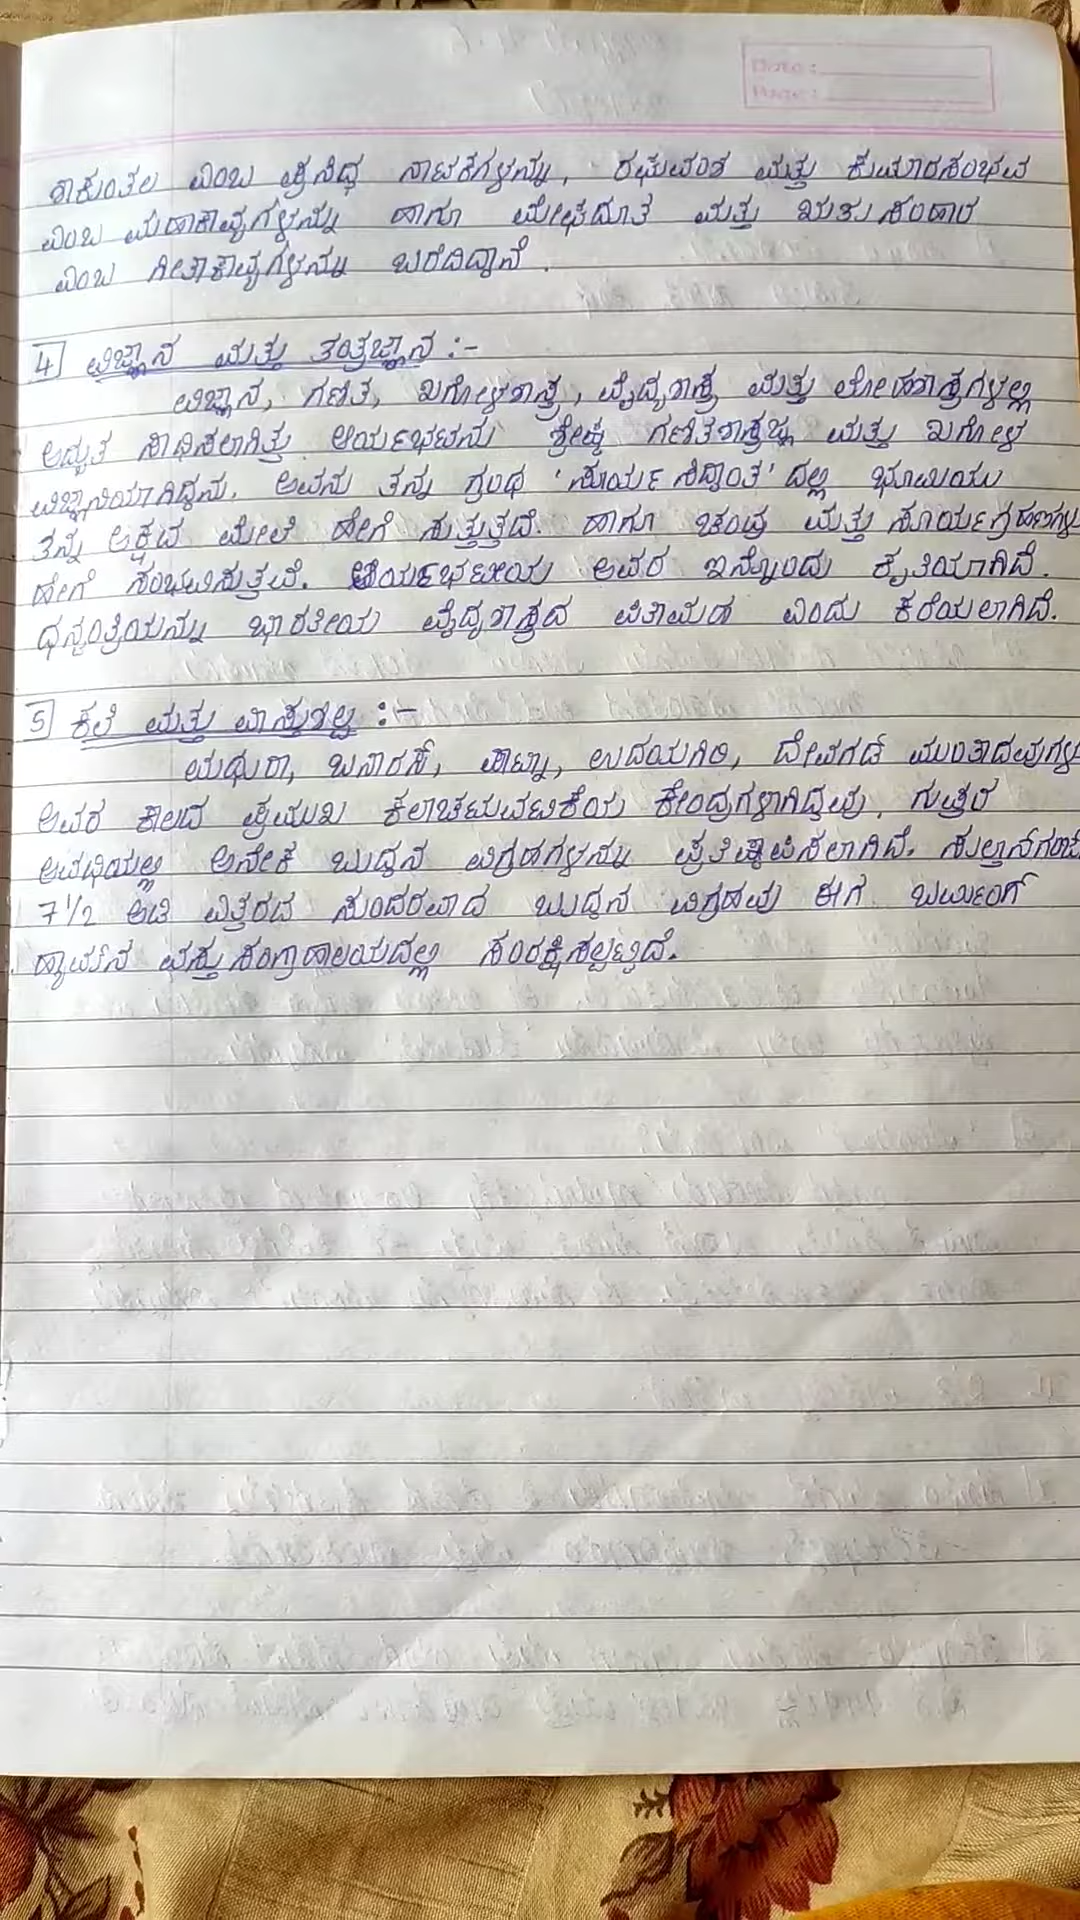 ಶಾಕುಂತಲ ಎಂಬ ಪ್ರಸಿದ್ಧ ನಾಟಕಗಳನ್ನು, ರಘುವಂಶ ಮತ್ತು ಕುಮಾರಸಂಭವ
ಎಂಬ ಮಹಾಕಾವ್ಯಗಳನ್ನು ಹಾಗೂ ಮೇಘದೂತ ಮತ್ತು ಋತುಸಂಹಾರ
ಎಂಬ ಗೀತಾಕಾವ್ಯಗಳನ್ನು ಬರೆದಿದ್ದಾನೆ.
4 ವಿಜ್ಞಾನ ಮತ್ತು ತಂತ್ರಜ್ಞಾನ :-
ವಿಜ್ಞಾನ, ಗಣಿತ, ಖಗೋಳಶಾಸ್ತ್ರ, ವೈದ್ಯಶಾಸ್ತ್ರ ಮತ್ತು ಲೋಹಶಾಸ್ತ್ರಗಳಲ್ಲಿ
ಅದ್ಭುತ ಸಾಧಿಸಲಾಗಿತ್ತು ಆರ್ಯಭಟನು ಶ್ರೇಷ್ಠ ಗಣಿತಶಾಸ್ತ್ರಜ್ಞ ಮತ್ತು ಖಗೋಳ
ವಿಜ್ಞಾನಿಯಾಗಿದ್ದನು. ಅವನು ತನ್ನ ಗ್ರಂಥ 'ಸೂರ್ಯ ಸಿದ್ಧಾಂತ' ದಲ್ಲಿ ಭೂಮಿಯು
ತನ್ನ ಅಕ್ಷದ ಮೇಲೆ ಹೇಗೆ ಸುತ್ತುತ್ತದೆ. ಹಾಗೂ ಚಂದ್ರ ಮತ್ತು ಸೂರ್ಯಗ್ರಹಣಗಳು
ಹೇಗೆ ಸಂಭವಿಸುತ್ತವೆ. ಆರ್ಯಭಟೀಯ ಅವರ ಇನ್ನೊಂದು ಕೃತಿಯಾಗಿದೆ.
ಧನ್ವಂತ್ರಿಯನ್ನು ಭಾರತೀಯ ವೈದ್ಯಶಾಸ್ತ್ರದ ಪಿತಾಮಹ ಎಂದು ಕರೆಯಲಾಗಿದೆ.
5 ಕಲೆ ಮತ್ತು ವಾಸ್ತುಶಿಲ್ಪ :-
ಮಥುರಾ, ಬನಾರಸ್, ಪಾಟ್ನಾ, ಉದಯಗಿರಿ, ದೇವಗಡ ಮುಂತಾದವುಗಳು
ಅವರ ಕಾಲದ ಪ್ರಮುಖ ಕಲಾಚಟುವಟಿಕೆಯ ಕೇಂದ್ರಗಳಾಗಿದ್ದವು. ಗುಪ್ತರ
ಅವಧಿಯಲ್ಲಿ ಅನೇಕ ಬುದ್ಧನ ವಿಗ್ರಹಗಳನ್ನು ಪ್ರತಿಷ್ಠಾಪಿಸಲಾಗಿದೆ. ಸುಲ್ತಾನಗಂಜ್
7½ ಅಡಿ ಎತ್ತರದ ಸುಂದರವಾದ ಬುದ್ಧನ ವಿಗ್ರಹವು ಈಗ ಬರ್ಮಿಂಗ್
ಹ್ಯಾಮ್‌ನ ವಸ್ತು ಸಂಗ್ರಹಾಲಯದಲ್ಲಿ ಸಂರಕ್ಷಿಸಲ್ಪಟ್ಟಿದೆ.